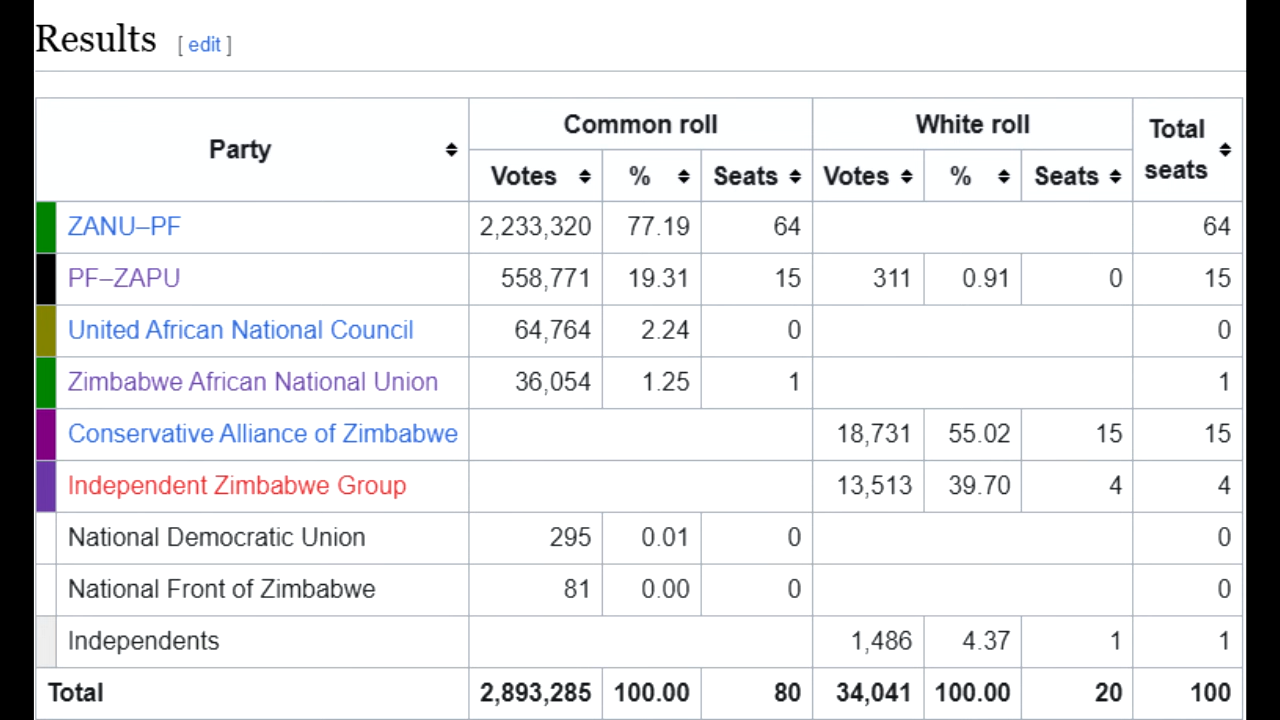 Results [ edit ]
Party Common roll White roll Total seats
Votes % Seats Votes % Seats
ZANU–PF 2,233,320 77.19 64 64
PF–ZAPU 558,771 19.31 15 311 0.91 0 15
United African National Council 64,764 2.24 0 0
Zimbabwe African National Union 36,054 1.25 1 1
Conservative Alliance of Zimbabwe 18,731 55.02 15 15
Independent Zimbabwe Group 13,513 39.70 4 4
National Democratic Union 295 0.01 0 0
National Front of Zimbabwe 81 0.00 0 0
Independents 1,486 4.37 1 1
Total 2,893,285 100.00 80 34,041 100.00 20 100